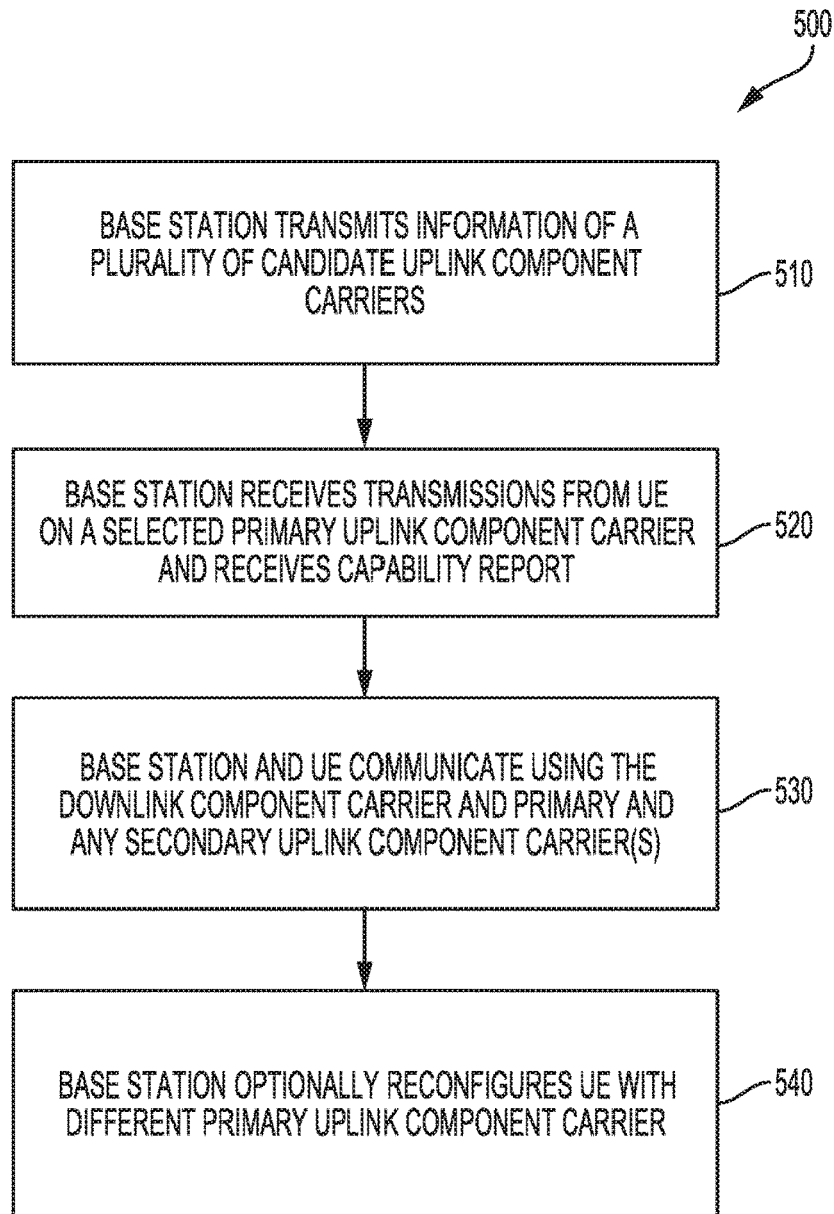 500
BASE STATION TRANSMITS INFORMATION OF A
PLURALITY OF CANDIDATE UPLINK COMPONENT
CARRIERS
510
BASE STATION RECEIVES TRANSMISSIONS FROM UE
ON A SELECTED PRIMARY UPLINK COMPONENT CARRIER
AND RECEIVES CAPABILITY REPORT
520
BASE STATION AND UE COMMUNICATE USING THE
DOWNLINK COMPONENT CARRIER AND PRIMARY AND
ANY SECONDARY UPLINK COMPONENT CARRIER(S)
530
BASE STATION OPTIONALLY RECONFIGURES UE WITH
DIFFERENT PRIMARY UPLINK COMPONENT CARRIER
540